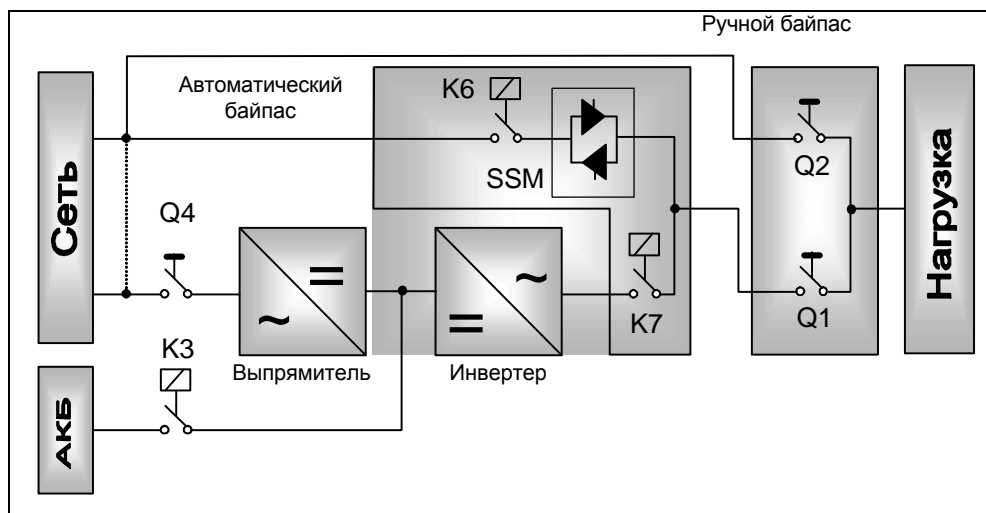 Ручной байпас
Автоматический
байпас
K6
SSM
Q2
Сеть
Q4
K7
Q1
Нагрузка
K3
Выпрямитель
Инвертер
АКБ